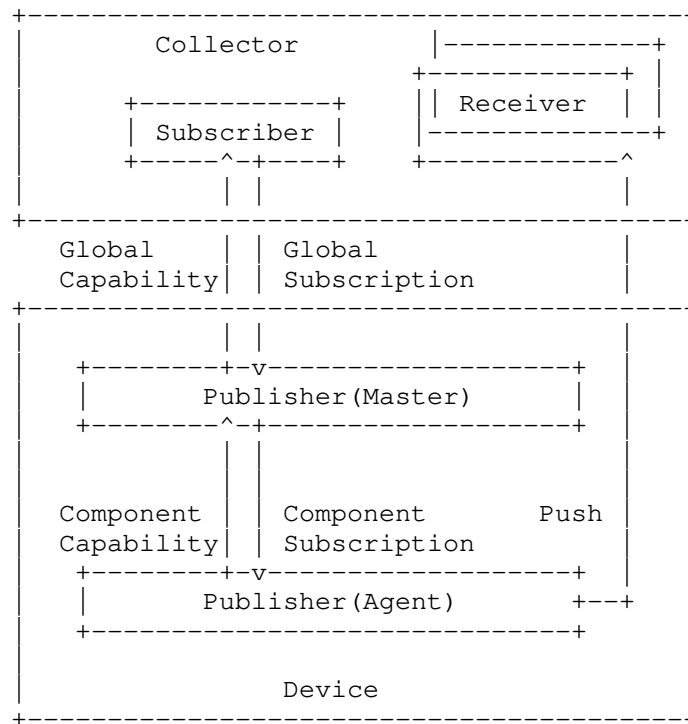 Collector
Receiver
Subscriber
Global Global
Capability Subscription
Publisher(Master)
Component Component Push
Capability Subscription
Publisher(Agent)
Device